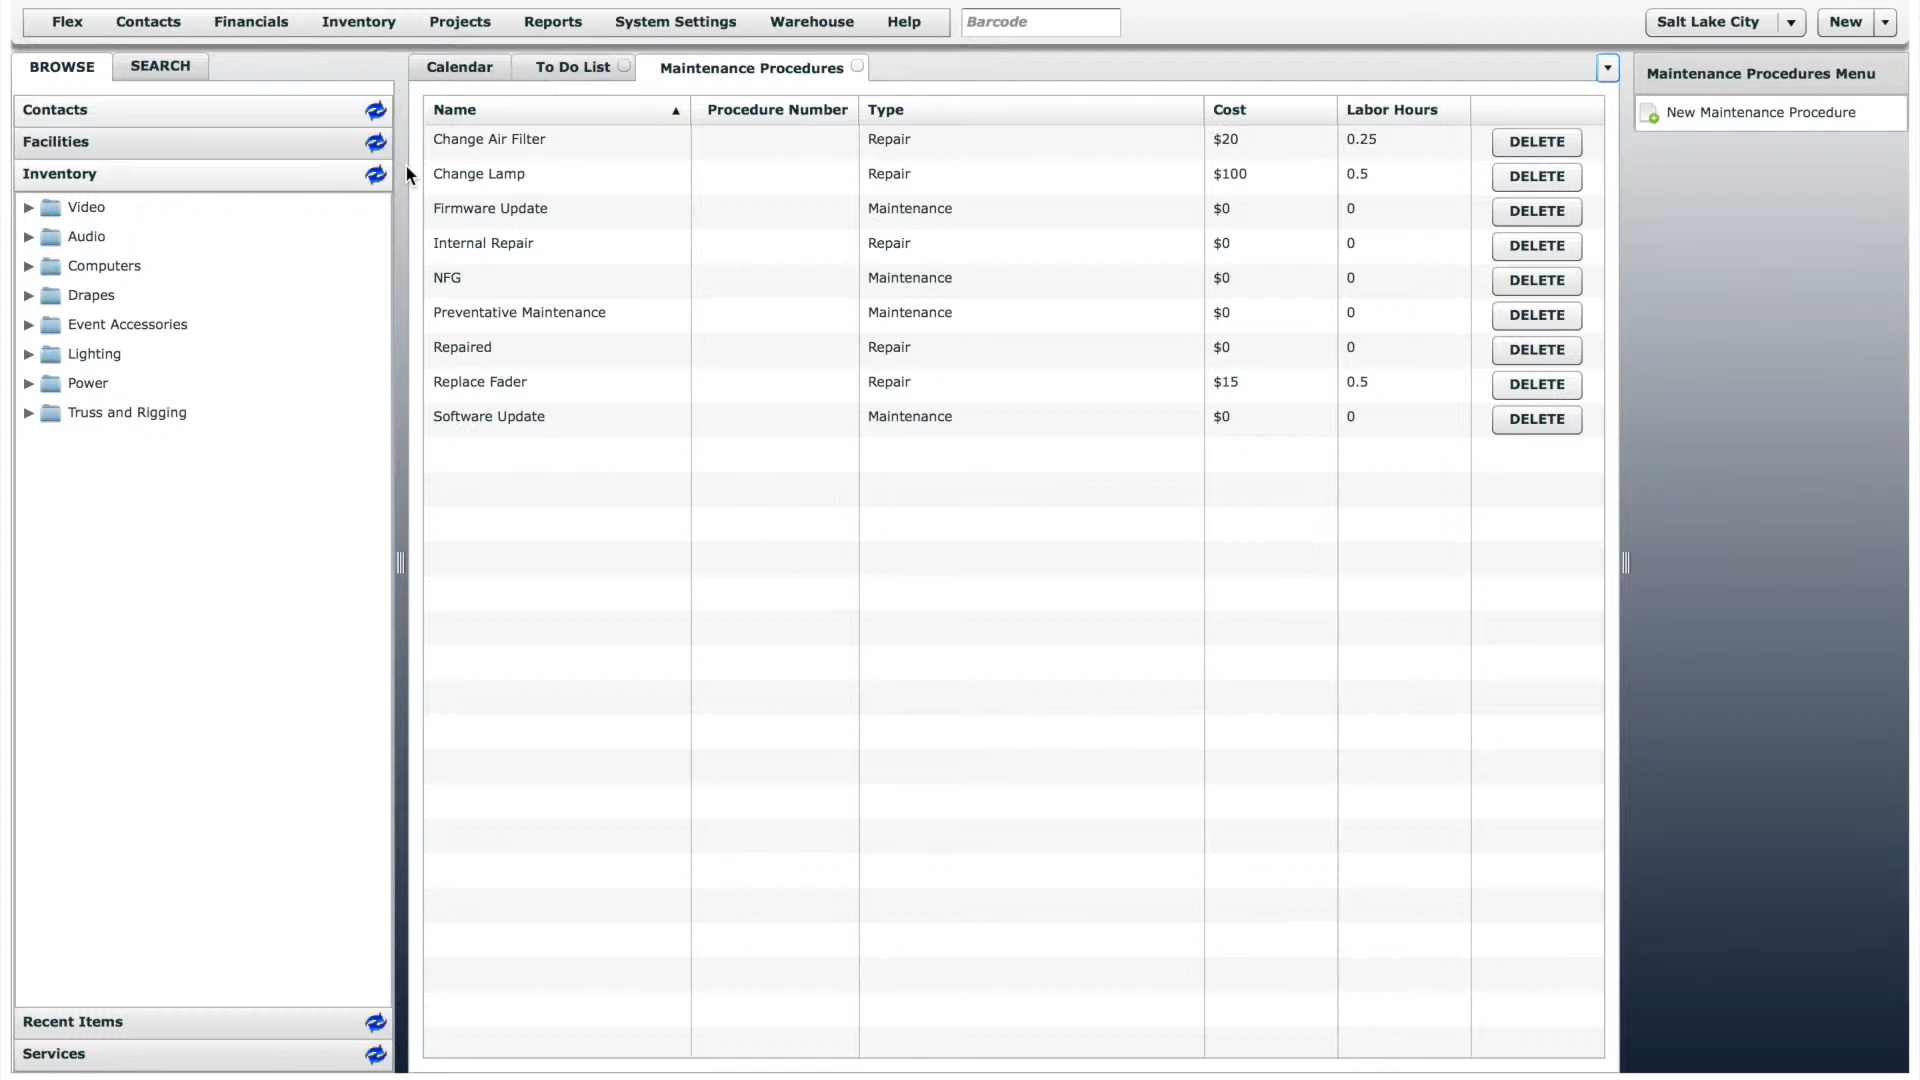 Flex Contacts Financials Inventory Projects Reports System Settings Warehouse Help Barcode Salt Lake City New
BROWSE SEARCH
Contacts
Facilities
Inventory
Video
Audio
Computers
Drapes
Event Accessories
Lighting
Power
Truss and Rigging
Recent Items
Services
Calendar To Do List Maintenance Procedures
Name Procedure Number Type Cost Labor Hours
Change Air Filter Repair $20 0.25 DELETE
Change Lamp Repair $100 0.5 DELETE
Firmware Update Maintenance $0 0 DELETE
Internal Repair Repair $0 0 DELETE
NFG Maintenance $0 0 DELETE
Preventative Maintenance Maintenance $0 0 DELETE
Repaired Repair $0 0 DELETE
Replace Fader Repair $15 0.5 DELETE
Software Update Maintenance $0 0 DELETE
Maintenance Procedures Menu
New Maintenance Procedure